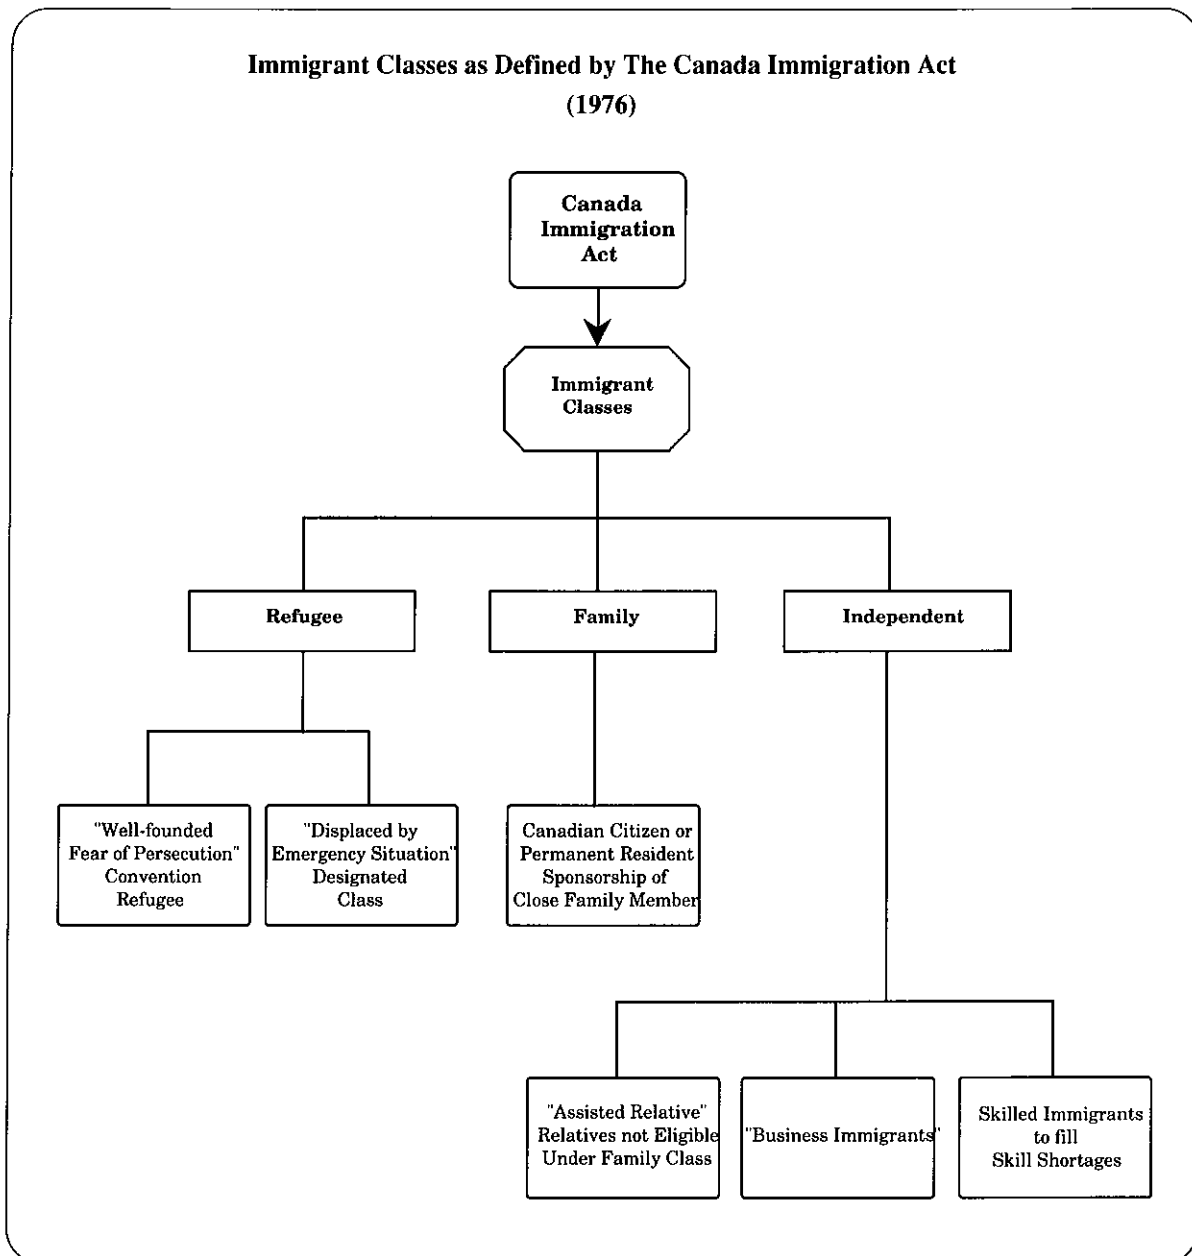 Immigrant Classes as Defined by The Canada Immigration Act
(1976)
Canada
Immigration
Act
Immigrant
Classes
Refugee
Family
Independent
"Well-founded
Fear of Persecution"
Convention
Refugee
"Displaced by
Emergency Situation"
Designated
Class
Canadian Citizen or
Permanent Resident
Sponsorship of
Close Family Member
"Assisted Relative"
Relatives not Eligible
Under Family Class
"Business Immigrants"
Skilled Immigrants
to fill
Skill Shortages